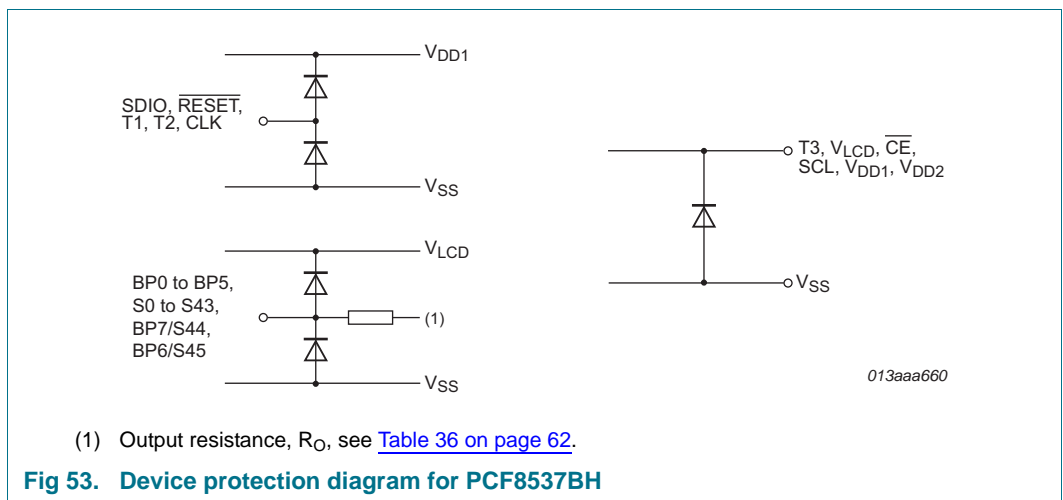 VDD1
SDIO, RESET,
T1, T2, CLK
VSS
VLCD
BP0 to BP5,
S0 to S43,
BP7/S44,
BP6/S45
(1)
VSS
T3, VLCD, CE,
SCL, VDD1, VDD2
VSS
013aaa660
(1) Output resistance, RO, see Table 36 on page 62.
Fig 53. Device protection diagram for PCF8537BH